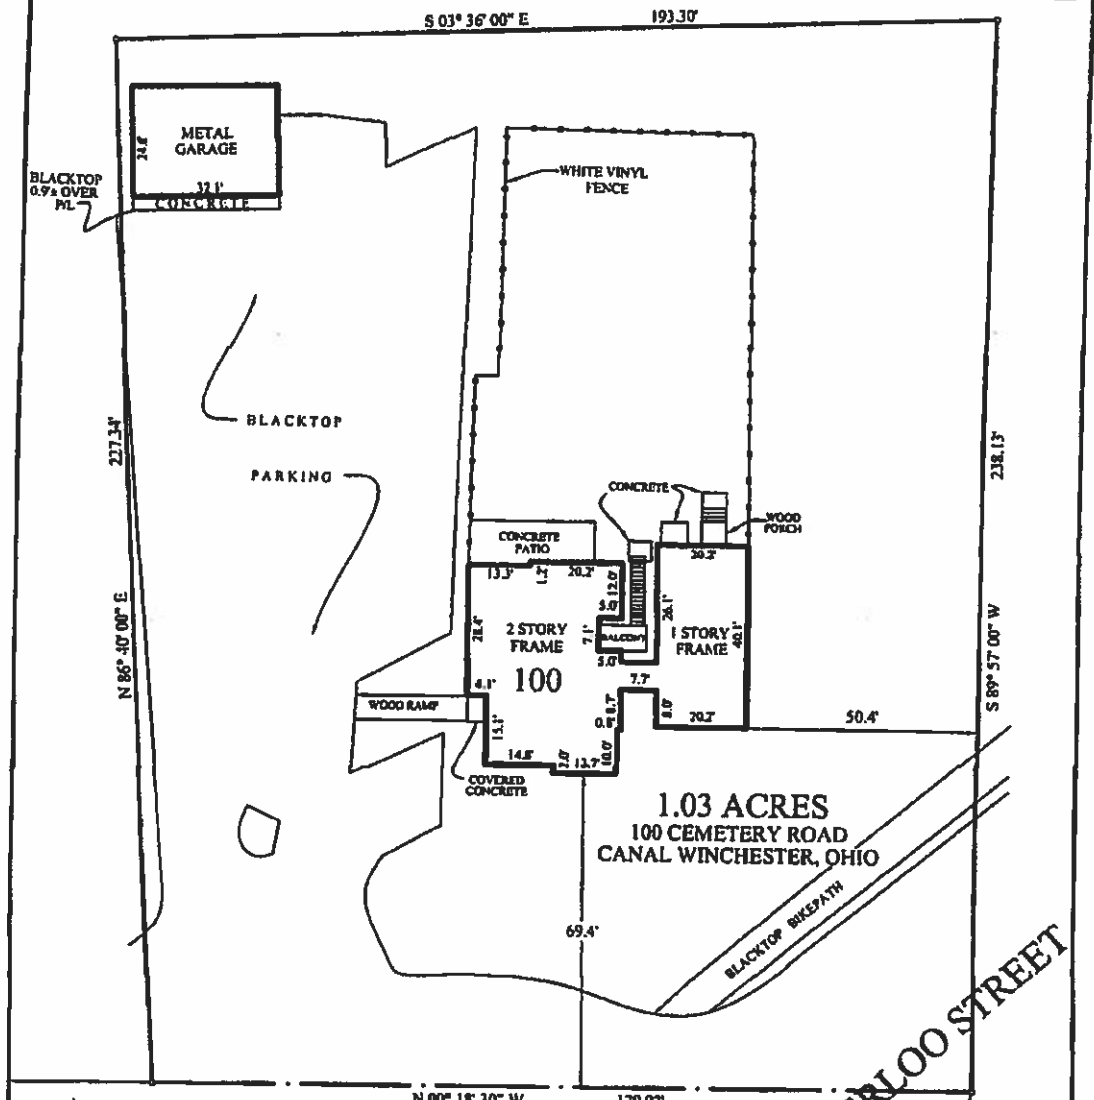 S 03° 36' 00" E 193.30'
METAL
GARAGE
24.8'
32.1'
CONCRETE
BLACKTOP
0.9'± OVER
P/L
WHITE VINYL
FENCE
BLACKTOP
PARKING
227.34'
N 86° 40' 00" E
238.13'
S 89° 57' 00" W
CONCRETE
WOOD
PORCH
CONCRETE
PATIO
13.3'
1.2'
20.2'
12.0'
5.0'
7.1'
BALCONY
5.0'
20.2'
26.1'
40.1'
1 STORY
FRAME
2 STORY
FRAME
100
28.4'
4.1'
WOOD RAMP
15.1'
14.8'
2.0'
13.7'
10.0'
8.7'
7.7'
8.0'
20.2'
50.4'
COVERED
CONCRETE
1.03 ACRES
100 CEMETERY ROAD
CANAL WINCHESTER, OHIO
BLACKTOP BIKEPATH
69.4'
RLOO STREET